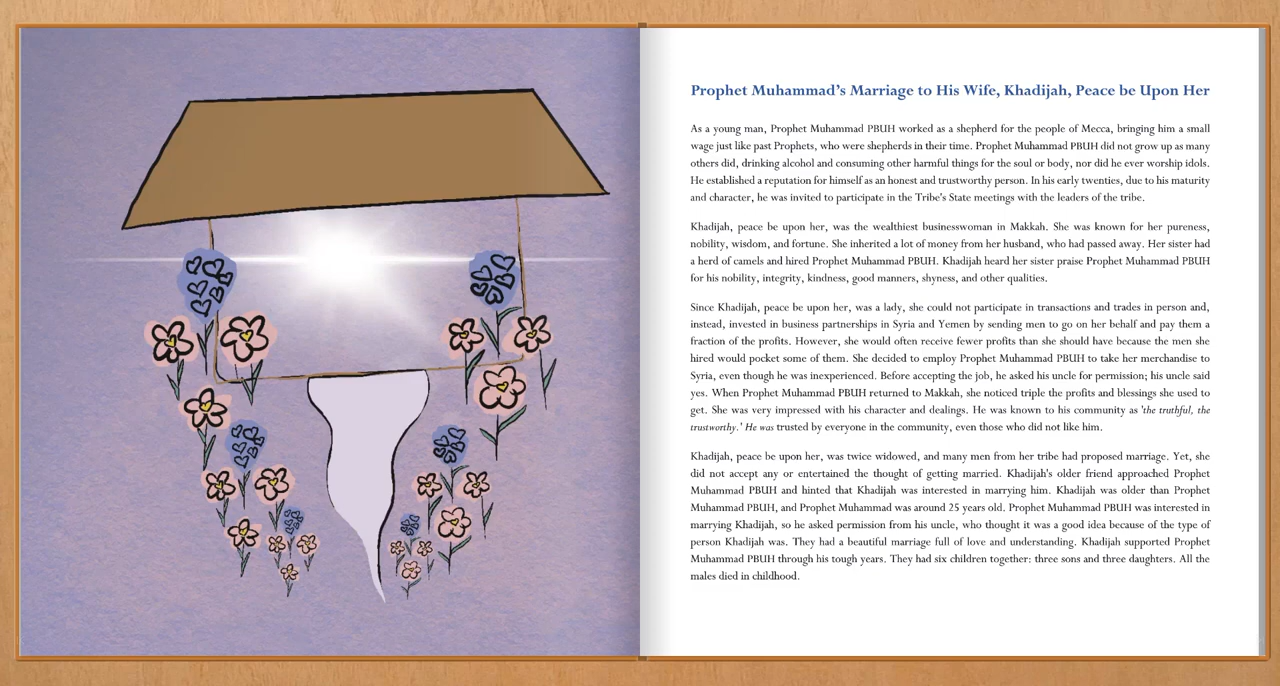 Prophet Muhammad's Marriage to His Wife, Khadijah, Peace be Upon Her
As a young man, Prophet Muhammad PBUH worked as a shepherd for the people of Mecca, bringing him a small
wage just like past Prophets, who were shepherds in their time. Prophet Muhammad PBUH did not grow up as many
others did, drinking alcohol and consuming other harmful things for the soul or body, nor did he ever worship idols.
He established a reputation for himself as an honest and trustworthy person. In his early twenties, due to his maturity
and character, he was invited to participate in the Tribe's State meetings with the leaders of the tribe.
Khadijah, peace be upon her, was the wealthiest businesswoman in Makkah. She was known for her pureness,
nobility, wisdom, and fortune. She inherited a lot of money from her husband, who had passed away. Her sister had
a herd of camels and hired Prophet Muhammad PBUH. Khadijah heard her sister praise Prophet Muhammad PBUH
for his nobility, integrity, kindness, good manners, shyness, and other qualities.
Since Khadijah, peace be upon her, was a lady, she could not participate in transactions and trades in person and,
instead, invested in business partnerships in Syria and Yemen by sending men to go on her behalf and pay them a
fraction of the profits. However, she would often receive fewer profits than she should have because the men she
hired would pocket some of them. She decided to employ Prophet Muhammad PBUH to take her merchandise to
Syria, even though he was inexperienced. Before accepting the job, he asked his uncle for permission; his uncle said
yes. When Prophet Muhammad PBUH returned to Makkah, she noticed triple the profits and blessings she used to
get. She was very impressed with his character and dealings. He was known to his community as 'the truthful, the
trustworthy.' He was trusted by everyone in the community, even those who did not like him.
Khadijah, peace be upon her, was twice widowed, and many men from her tribe had proposed marriage. Yet, she
did not accept any or entertained the thought of getting married. Khadijah's older friend approached Prophet
Muhammad PBUH and hinted that Khadijah was interested in marrying him. Khadijah was older than Prophet
Muhammad PBUH, and Prophet Muhammad was around 25 years old. Prophet Muhammad PBUH was interested in
marrying Khadijah, so he asked permission from his uncle, who thought it was a good idea because of the type of
person Khadijah was. They had a beautiful marriage full of love and understanding. Khadijah supported Prophet
Muhammad PBUH through his tough years. They had six children together: three sons and three daughters. All the
males died in childhood.